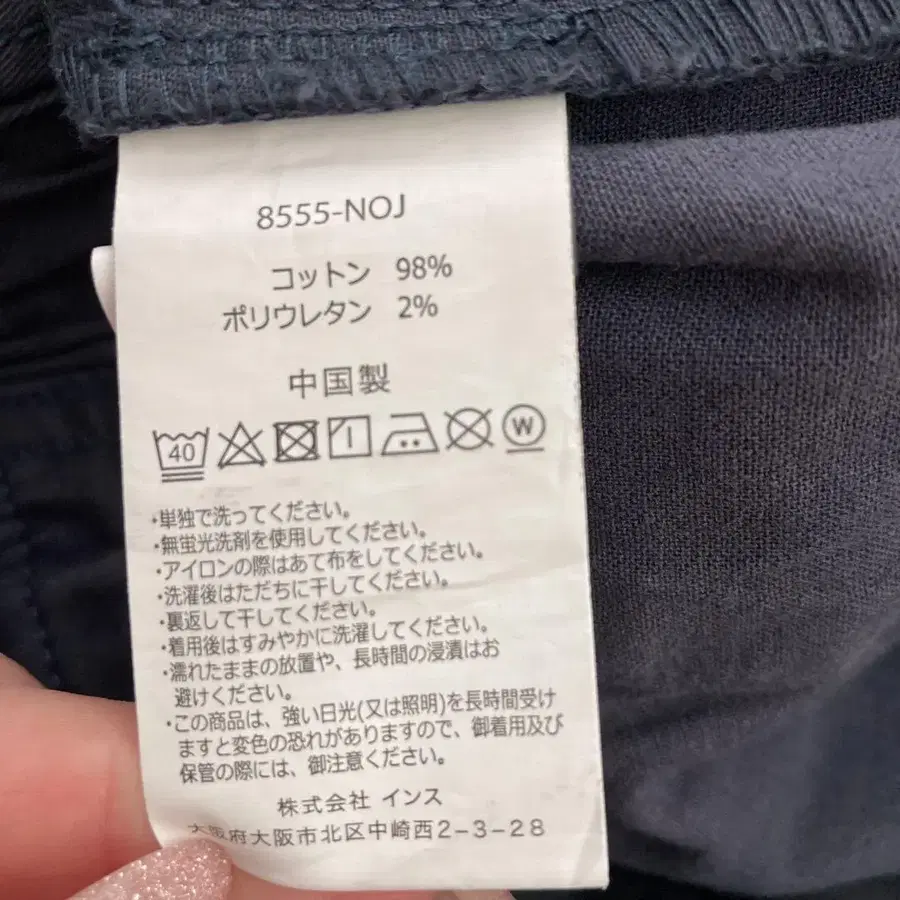 8555-NOJ
コットン 98%
ポリウレタン 2%
中国製
40 W
・単独で洗ってください。
・無蛍光洗剤を使用してください。
・アイロンの際はあて布をしてください。
・洗濯後はただちに干してください。
・裏返して干してください。
・着用後はすみやかに洗濯してください。
・濡れたままの放置や、長時間の浸漬はお
避けください。
・この商品は、強い日光(又は照明)を長時間受け
ますと変色の恐れがありますので、御着用及び
保管の際には、御注意ください。
株式会社 インス
大阪府大阪市北区中崎西2-3-28